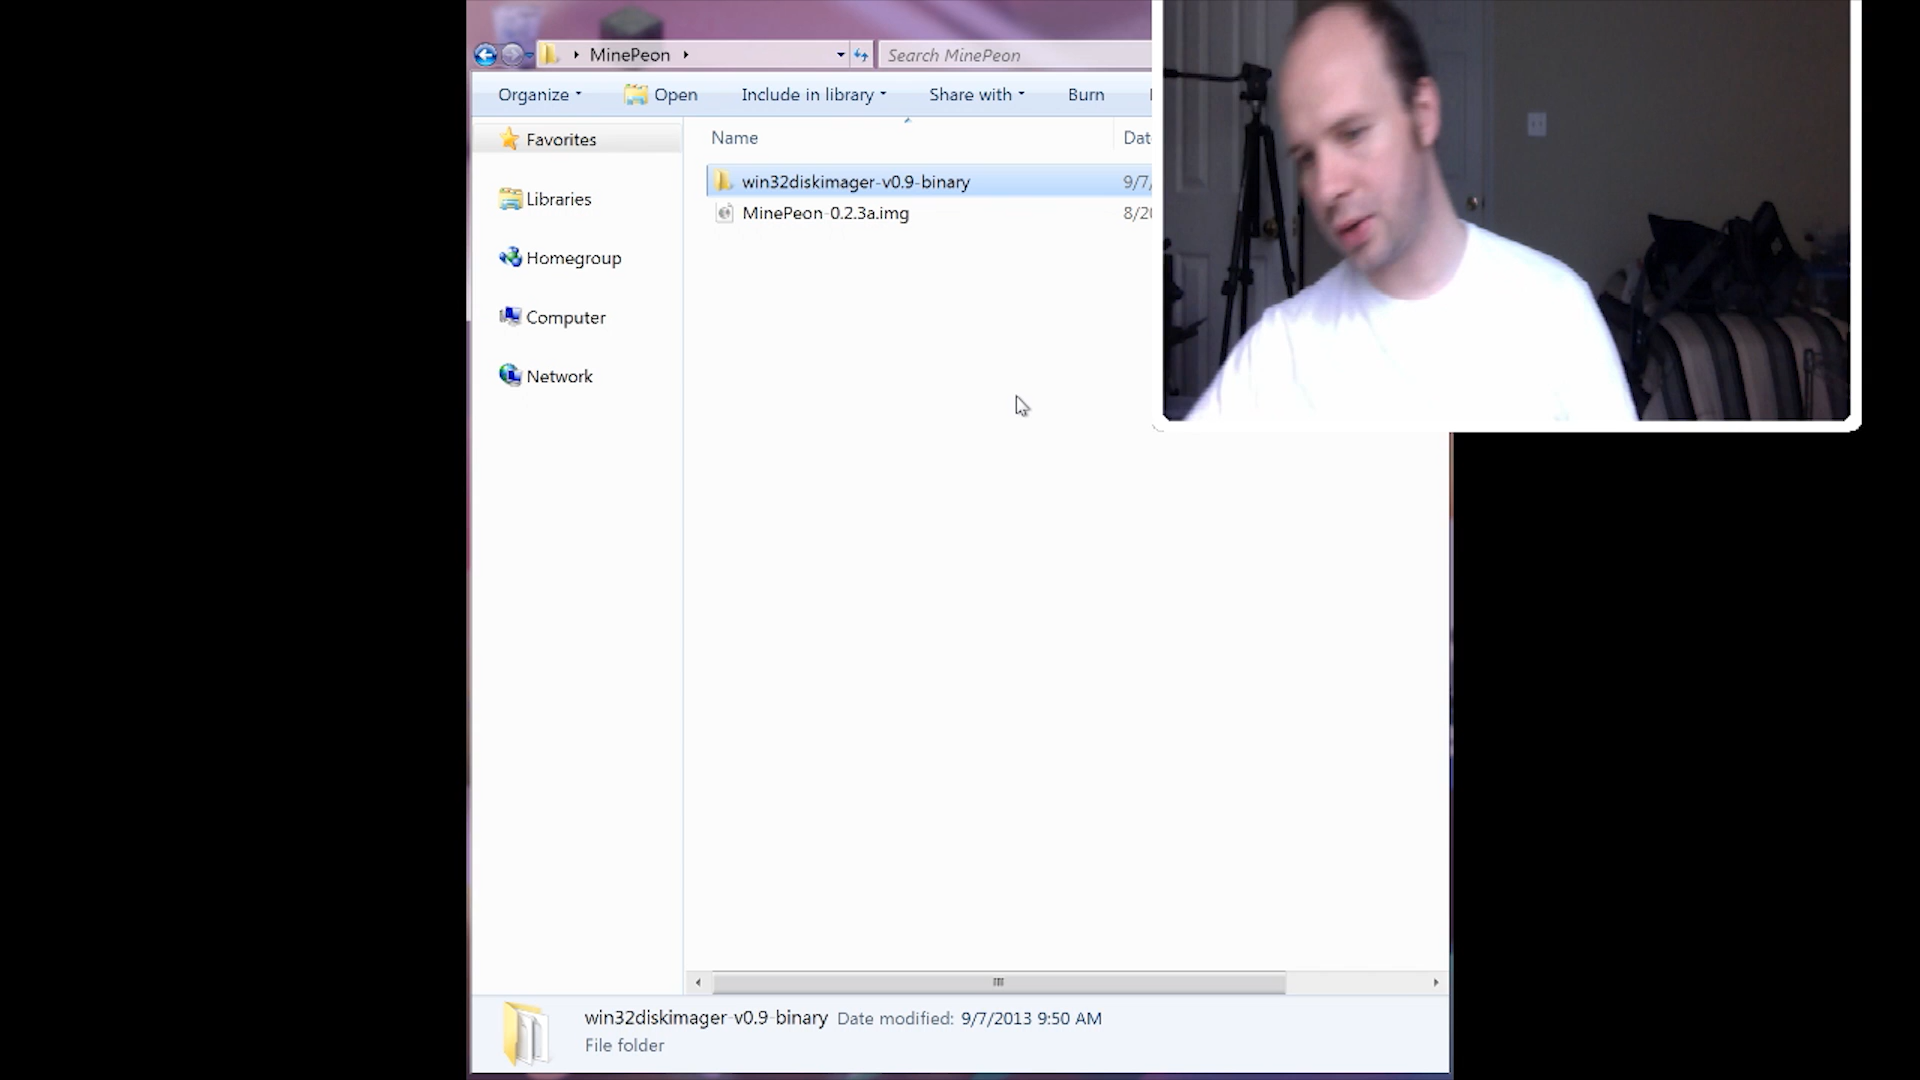 MinePeon
Search MinePeon
Organize Open Include in library Share with Burn
Favorites
Libraries
Homegroup
Computer
Network
Name Dat
win32diskimager-v0.9-binary 9/7/
MinePeon-0.2.3a.img 8/20
win32diskimager-v0.9-binary Date modified: 9/7/2013 9:50 AM
File folder